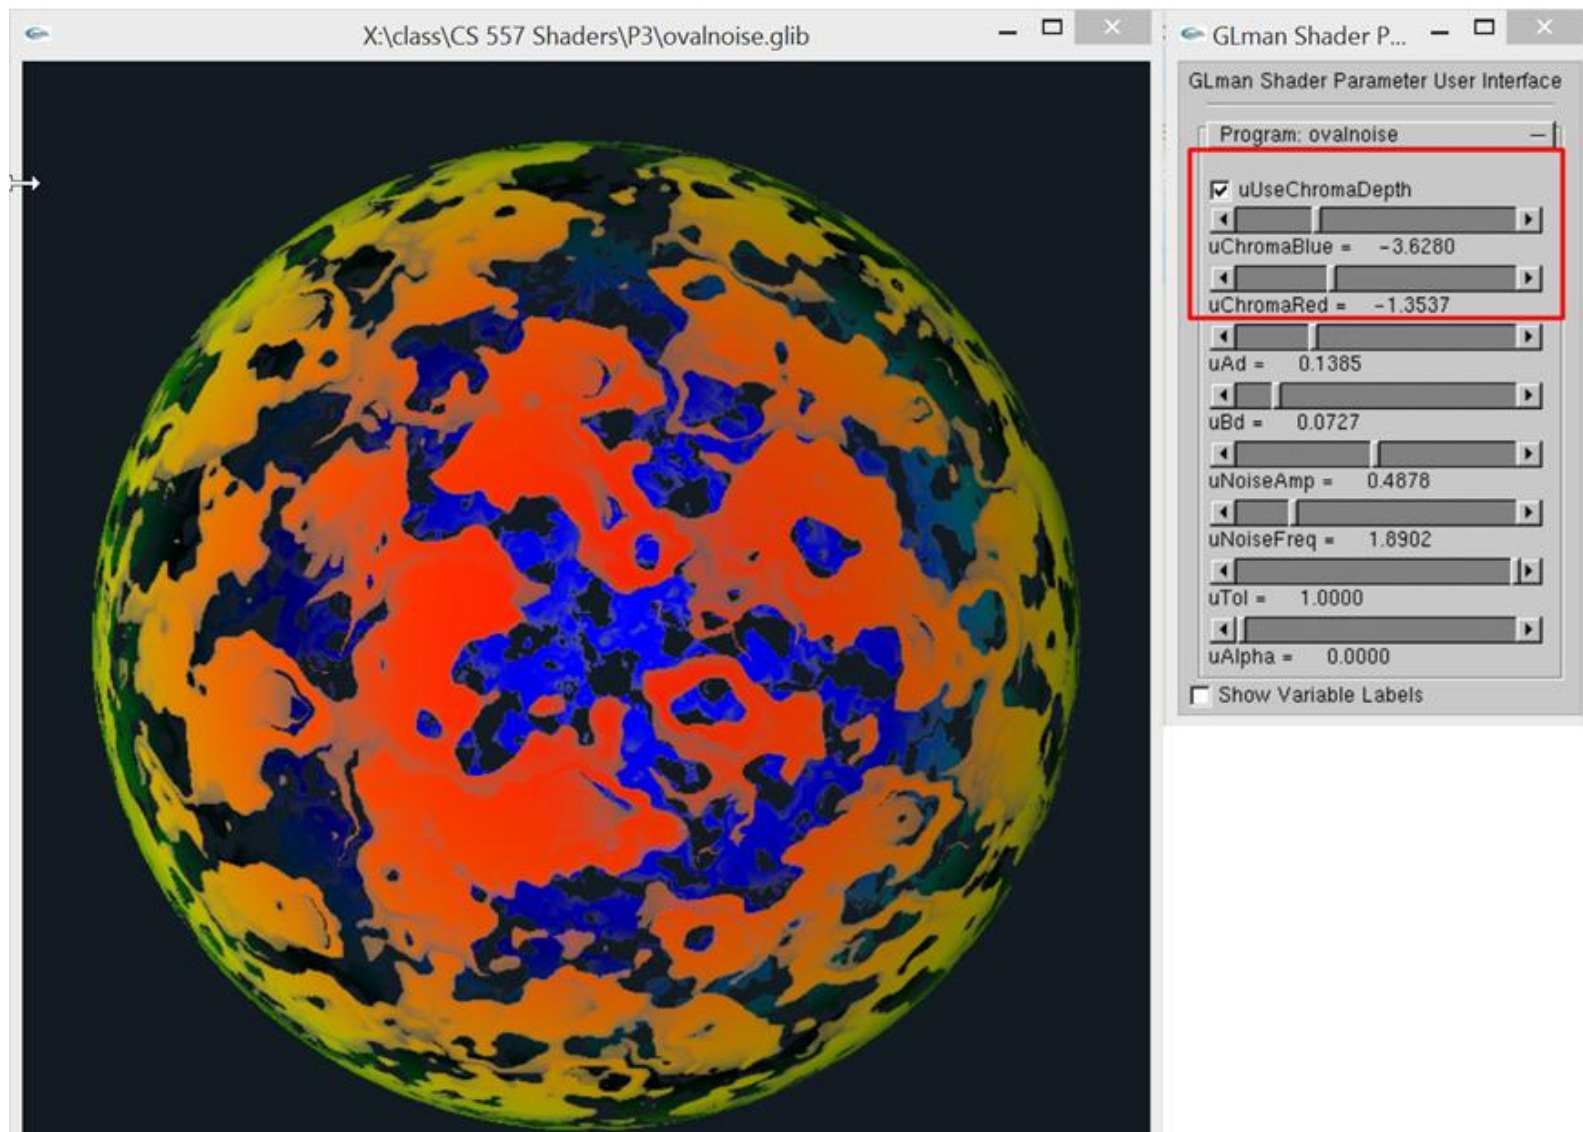 X:\class\CS 557 Shaders\P3\ovalnoise.glib
GLman Shader P...
GLman Shader Parameter User Interface
Program: ovalnoise
uUseChromaDepth
uChromaBlue = -3.6280
uChromaRed = -1.3537
uAd = 0.1385
uBd = 0.0727
uNoiseAmp = 0.4878
uNoiseFreq = 1.8902
uTol = 1.0000
uAlpha = 0.0000
Show Variable Labels